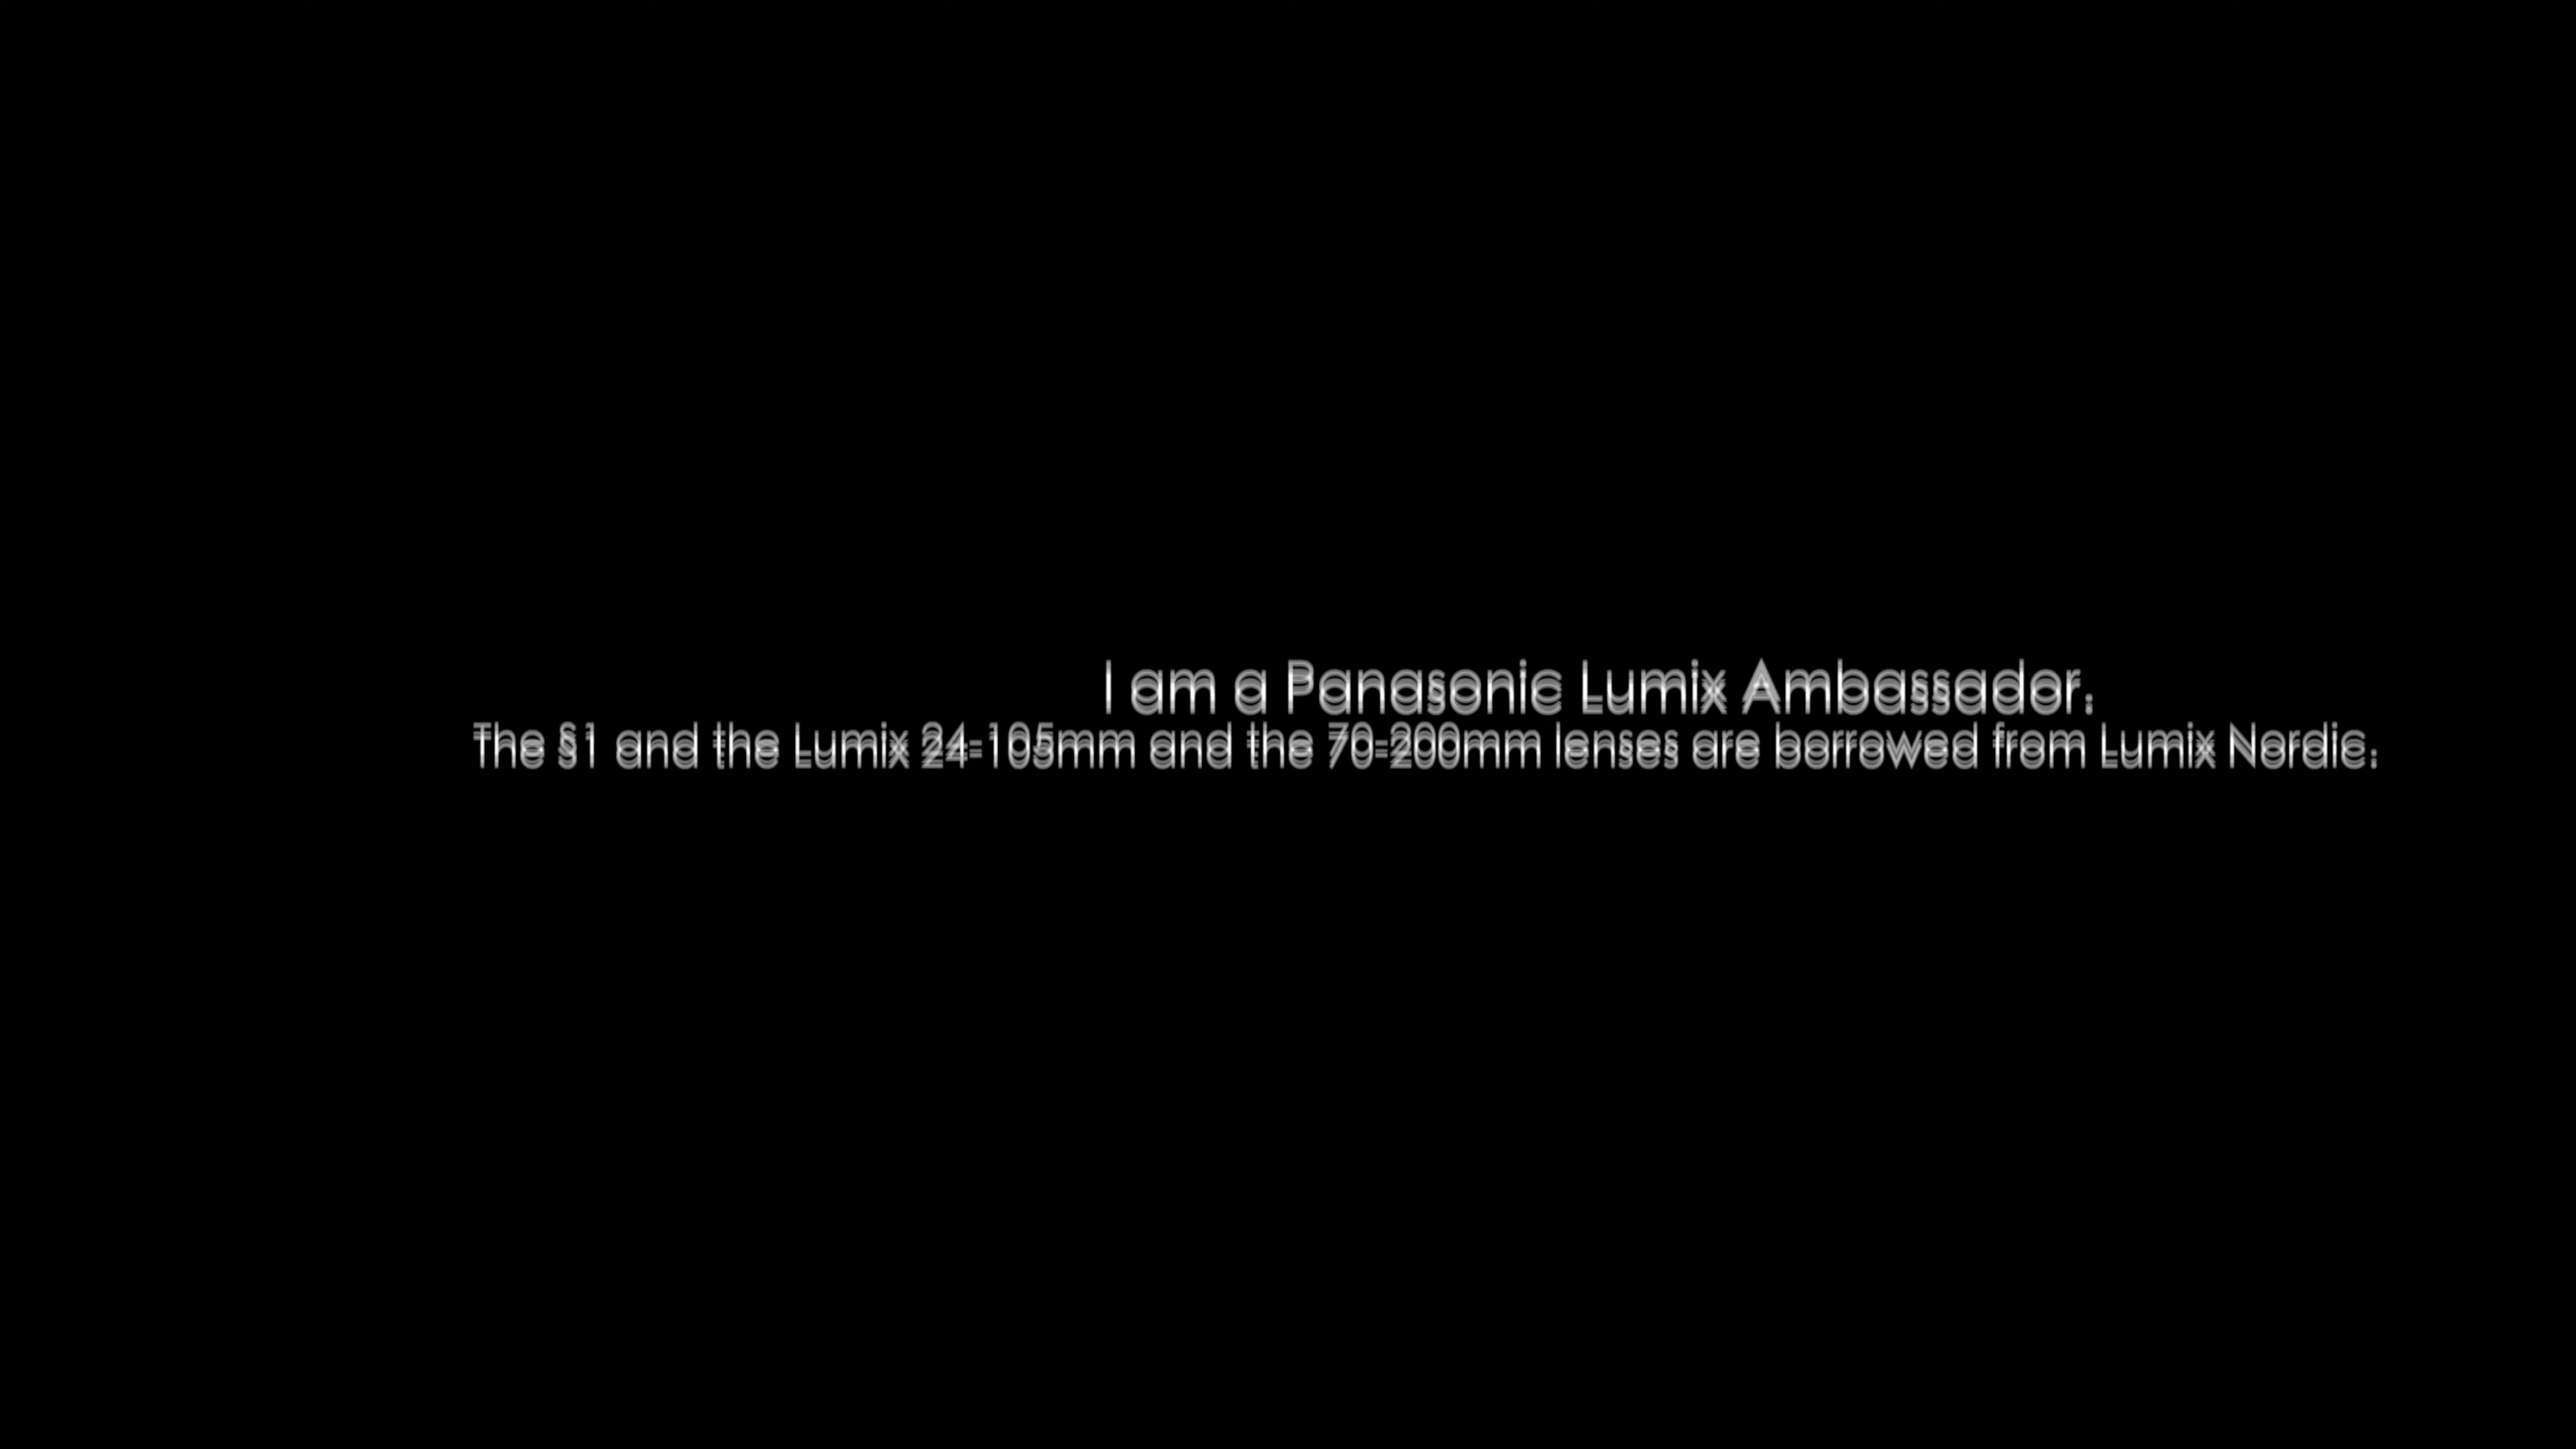 I am a Panasonic Lumix Ambassador.
The S1 and the Lumix 24-105mm and the 70-200mm lenses are borrowed from Lumix Nordic.